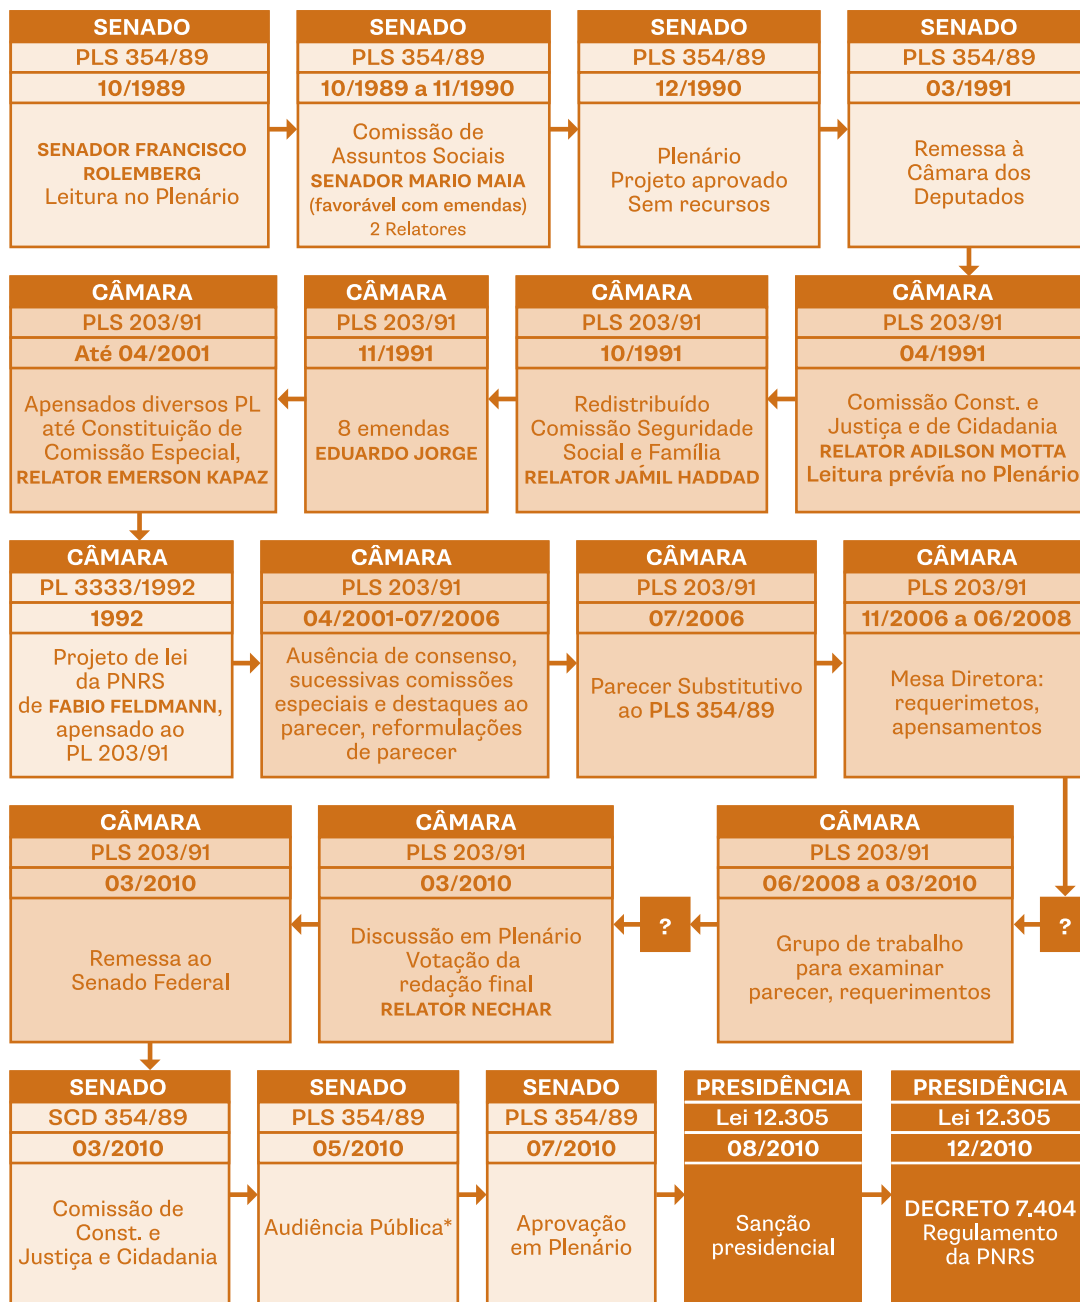 SENADO
PLS 354/89
10/1989
SENADOR FRANCISCO
ROLEMBERG
Leitura no Plenário
SENADO
PLS 354/89
10/1989 a 11/1990
Comissão de
Assuntos Sociais
SENADOR MARIO MAIA
(favorável com emendas)
2 Relatores
SENADO
PLS 354/89
12/1990
Plenário
Projeto aprovado
Sem recursos
SENADO
PLS 354/89
03/1991
Remessa à
Câmara dos
Deputados
CÂMARA
PLS 203/91
04/1991
Comissão Const. e
Justiça e de Cidadania
RELATOR ADILSON MOTTA
Leitura prévia no Plenário
CÂMARA
PLS 203/91
10/1991
Redistribuído
Comissão Seguridade
Social e Família
RELATOR JAMIL HADDAD
CÂMARA
PLS 203/91
11/1991
8 emendas
EDUARDO JORGE
CÂMARA
PLS 203/91
Até 04/2001
Apensados diversos PL
até Constituição de
Comissão Especial,
RELATOR EMERSON KAPAZ
CÂMARA
PL 3333/1992
1992
Projeto de lei
da PNRS
de FABIO FELDMANN,
apensado ao
PL 203/91
CÂMARA
PLS 203/91
04/2001-07/2006
Ausência de consenso,
sucessivas comissões
especiais e destaques ao
parecer, reformulações
de parecer
CÂMARA
PLS 203/91
07/2006
Parecer Substitutivo
ao PLS 354/89
CÂMARA
PLS 203/91
11/2006 a 06/2008
Mesa Diretora:
requerimetos,
apensamentos
?
CÂMARA
PLS 203/91
06/2008 a 03/2010
Grupo de trabalho
para examinar
parecer, requerimentos
?
CÂMARA
PLS 203/91
03/2010
Discussão em Plenário
Votação da
redação final
RELATOR NECHAR
CÂMARA
PLS 203/91
03/2010
Remessa ao
Senado Federal
SENADO
SCD 354/89
03/2010
Comissão de
Const. e
Justiça e Cidadania
SENADO
PLS 354/89
05/2010
Audiência Pública*
SENADO
PLS 354/89
07/2010
Aprovação
em Plenário
PRESIDÊNCIA
Lei 12.305
08/2010
Sanção
presidencial
PRESIDÊNCIA
Lei 12.305
12/2010
DECRETO 7.404
Regulamento
da PNRS